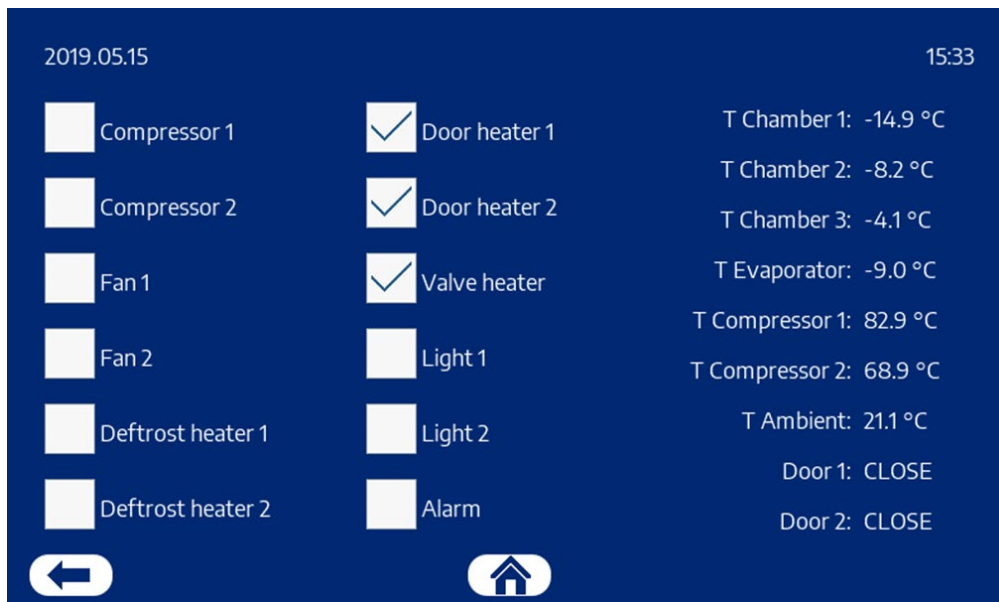 2019.05.15
15:33
Compressor 1
Compressor 2
Fan 1
Fan 2
Deftrost heater 1
Deftrost heater 2
Door heater 1
Door heater 2
Valve heater
Light 1
Light 2
Alarm
T Chamber 1: -14.9 °C
T Chamber 2: -8.2 °C
T Chamber 3: -4.1 °C
T Evaporator: -9.0 °C
T Compressor 1: 82.9 °C
T Compressor 2: 68.9 °C
T Ambient: 21.1 °C
Door 1: CLOSE
Door 2: CLOSE